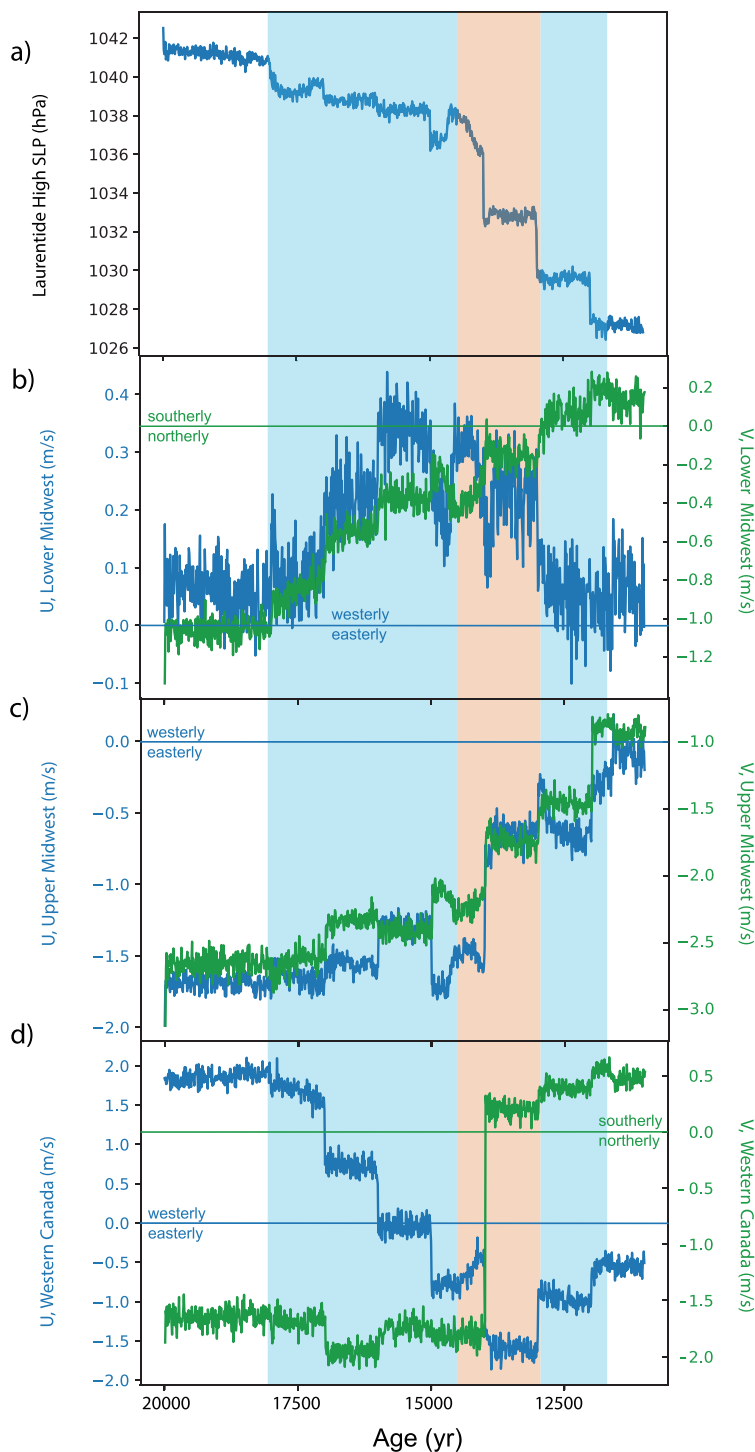 a)
Laurentide High SLP (hPa)
1042
1040
1038
1036
1034
1032
1030
1028
1026
b)
U, Lower Midwest (m/s)
0.4
0.3
0.2
0.1
0.0
−0.1
southerly
northerly
westerly
easterly
0.2
0.0
−0.2
−0.4
−0.6
−0.8
−1.0
−1.2
V, Lower Midwest (m/s)
c)
U, Upper Midwest (m/s)
0.0
−0.5
−1.0
−1.5
−2.0
westerly
easterly
−1.0
−1.5
−2.0
−2.5
−3.0
V, Upper Midwest (m/s)
d)
U, Western Canada (m/s)
2.0
1.5
1.0
0.5
0.0
−0.5
−1.0
−1.5
−2.0
southerly
northerly
westerly
easterly
0.5
0.0
−0.5
−1.0
−1.5
−2.0
V, Western Canada (m/s)
20000 17500 15000 12500
Age (yr)